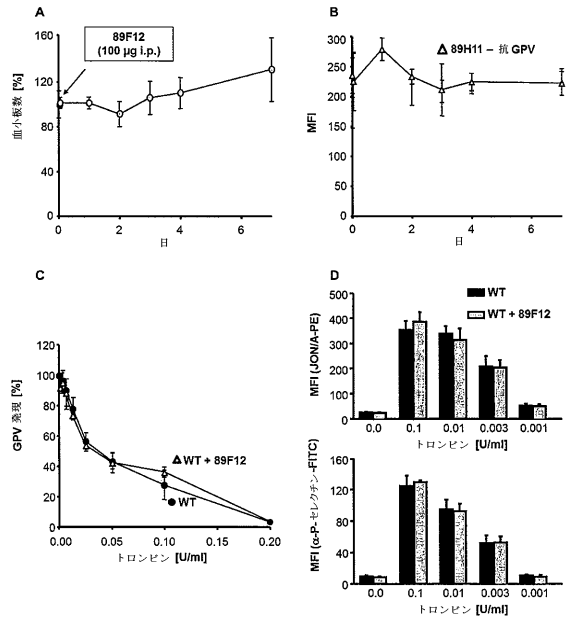 A
89F12
(100 µg i.p.)
血小板数 [%]
160
120
80
40
0
0
2
4
6
8
日
B
89H11 – 抗 GPV
MFI
300
250
200
150
100
50
0
0
2
4
6
8
日
C
GPV 発現 [%]
120
100
80
60
40
20
0
WT + 89F12
WT
0.00
0.05
0.10
0.15
0.20
トロンビン [U/ml]
D
WT
WT + 89F12
MFI (JON/A-PE)
500
400
300
200
100
0
0.0
0.1
0.01
0.003
0.001
トロンビン [U/ml]
MFI (α-P-セレクチン-FITC)
160
120
80
40
0
0.0
0.1
0.01
0.003
0.001
トロンビン [U/ml]